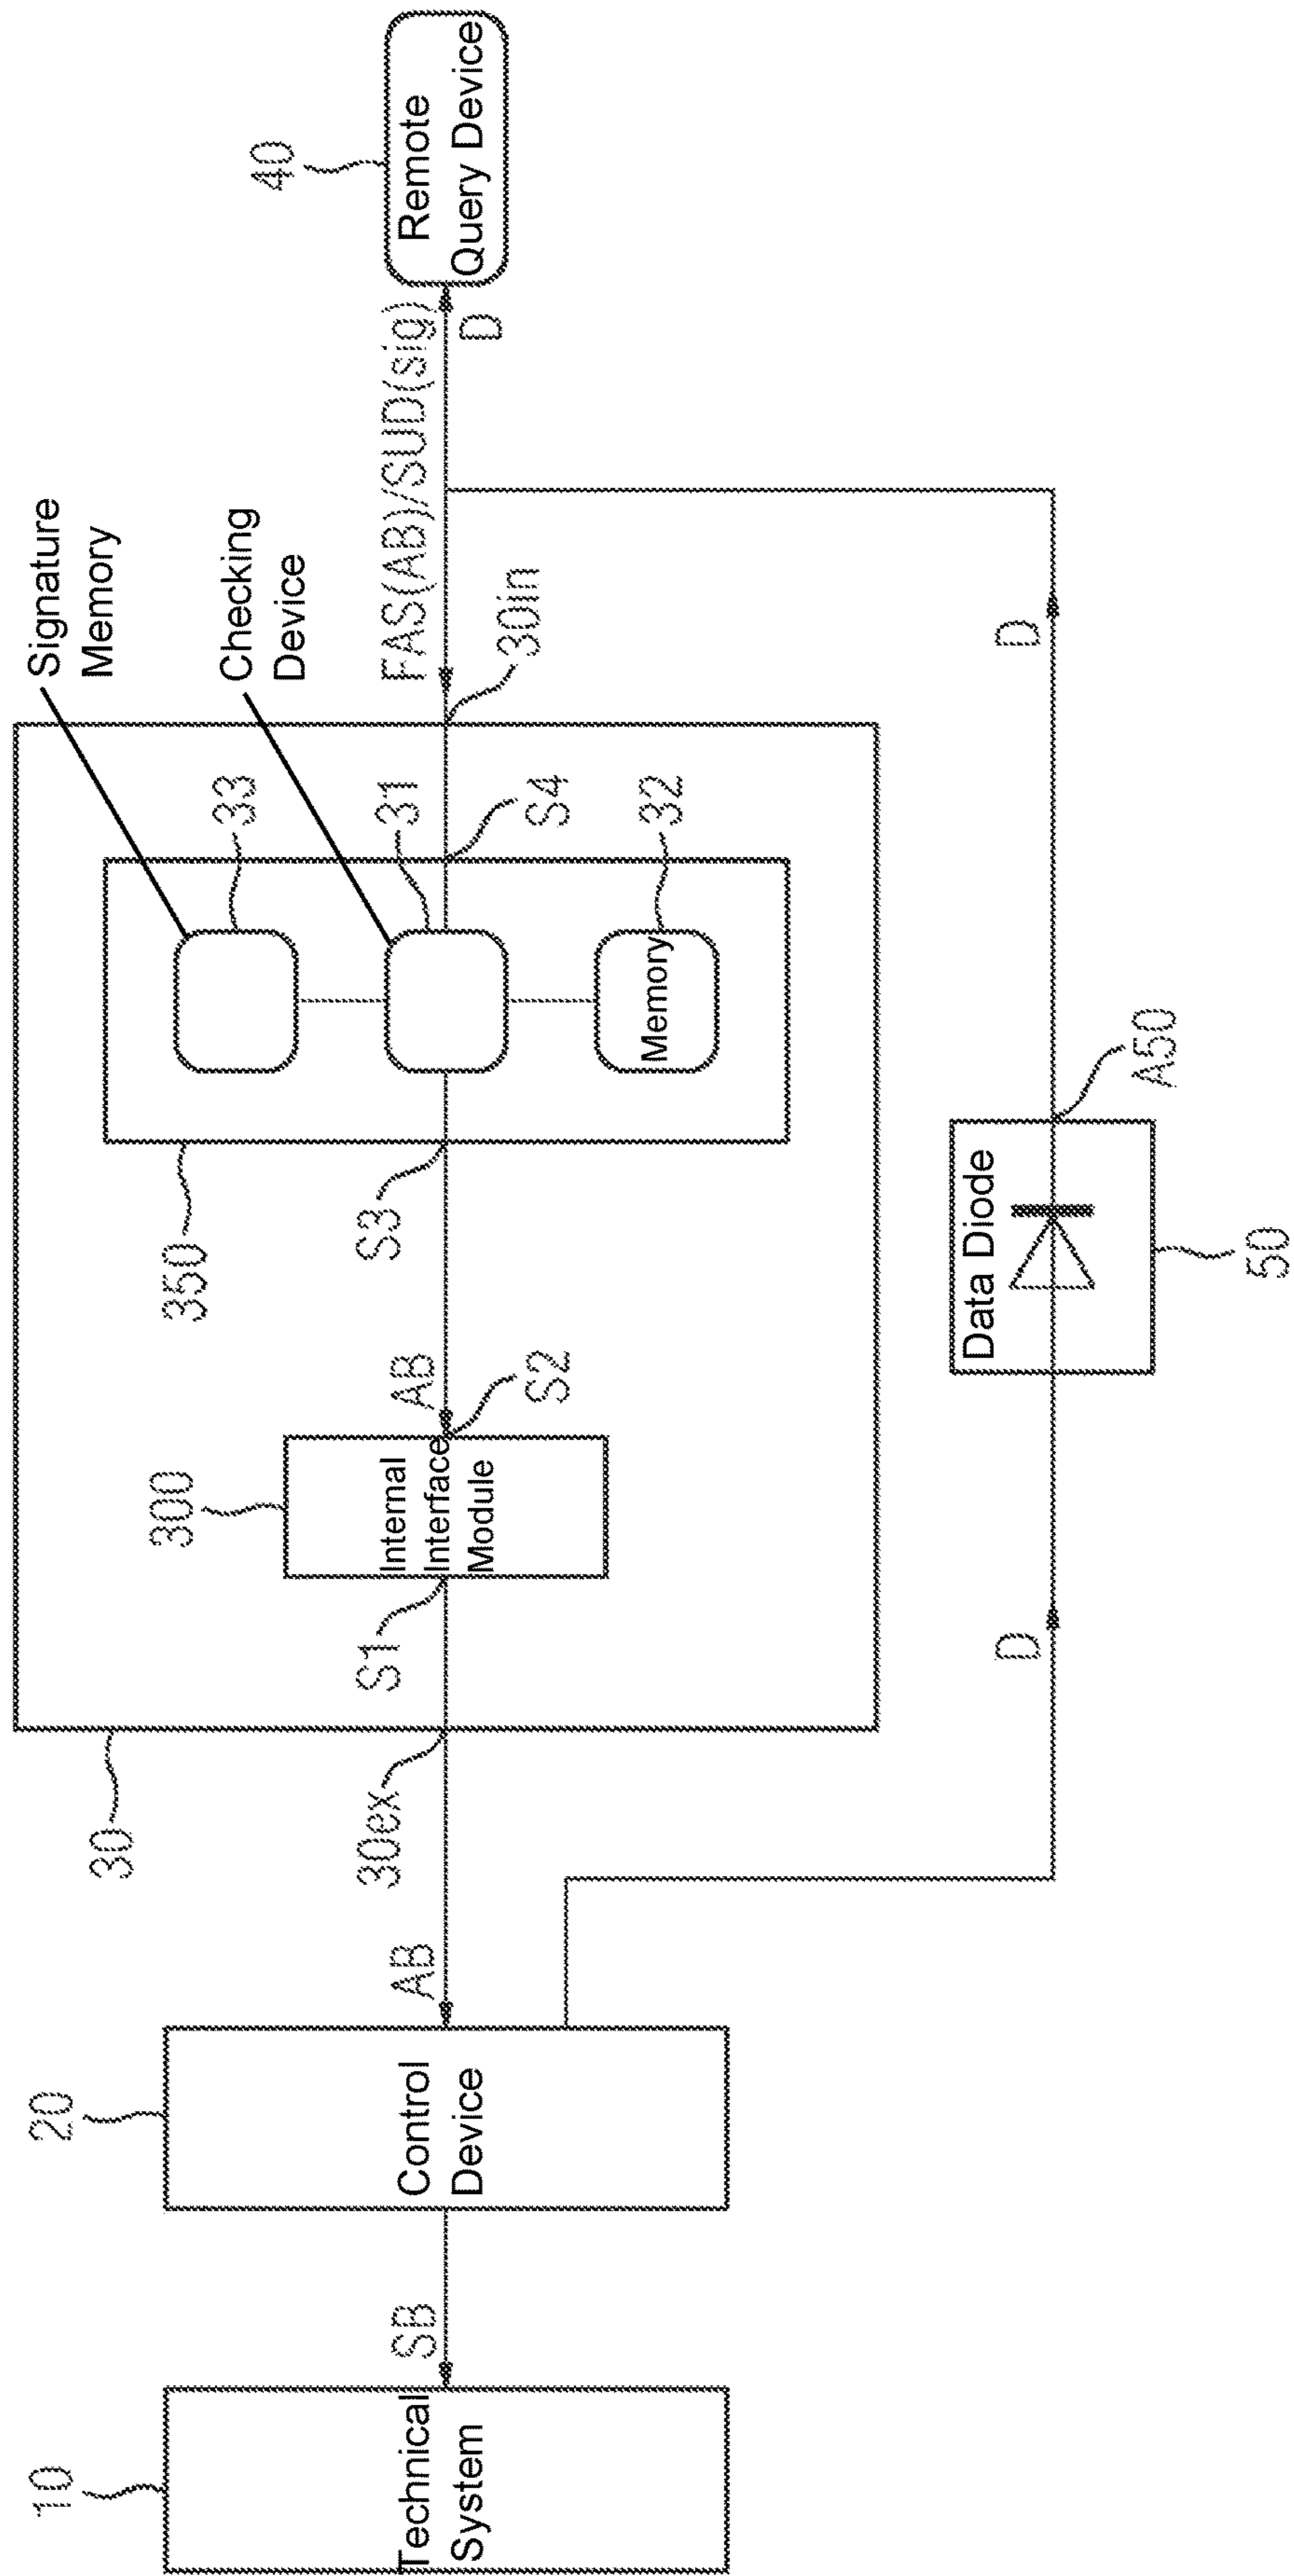 10
Technical
System
SB
20
Control
Device
AB
30
30ex
S1
300
Internal
Interface
Module
AB
S2
350
S3
Signature
Memory
Checking
Device
33
31
S4
32
Memory
30in
FAS(AB)/SUD(sig)
D
40
Remote
Query Device
D
Data Diode
50
A50
D